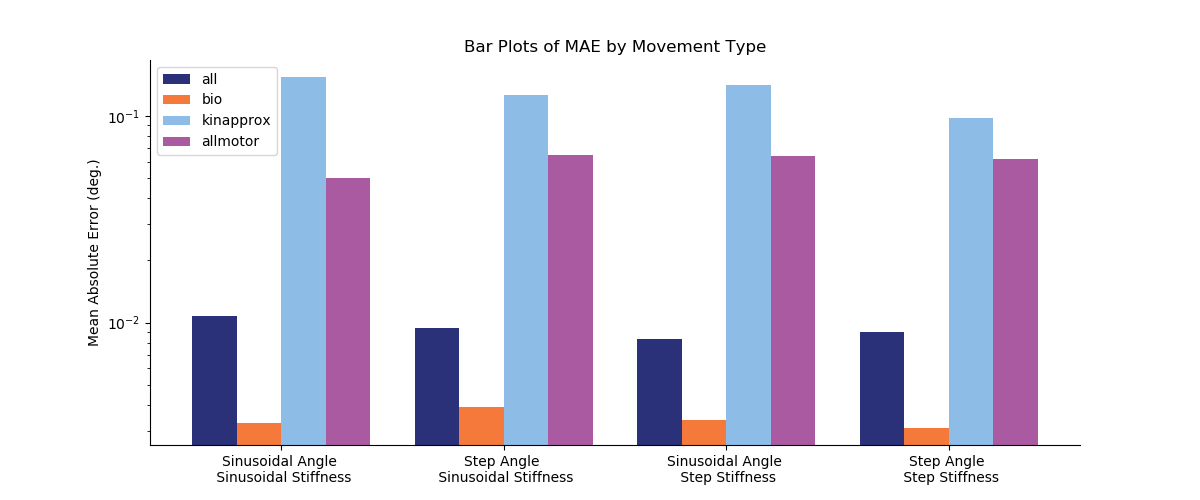 Bar Plots of MAE by Movement Type
all
bio
kinapprox
allmotor
Mean Absolute Error (deg.)
10⁻¹
10⁻²
Sinusoidal Angle
Sinusoidal Stiffness
Step Angle
Sinusoidal Stiffness
Sinusoidal Angle
Step Stiffness
Step Angle
Step Stiffness